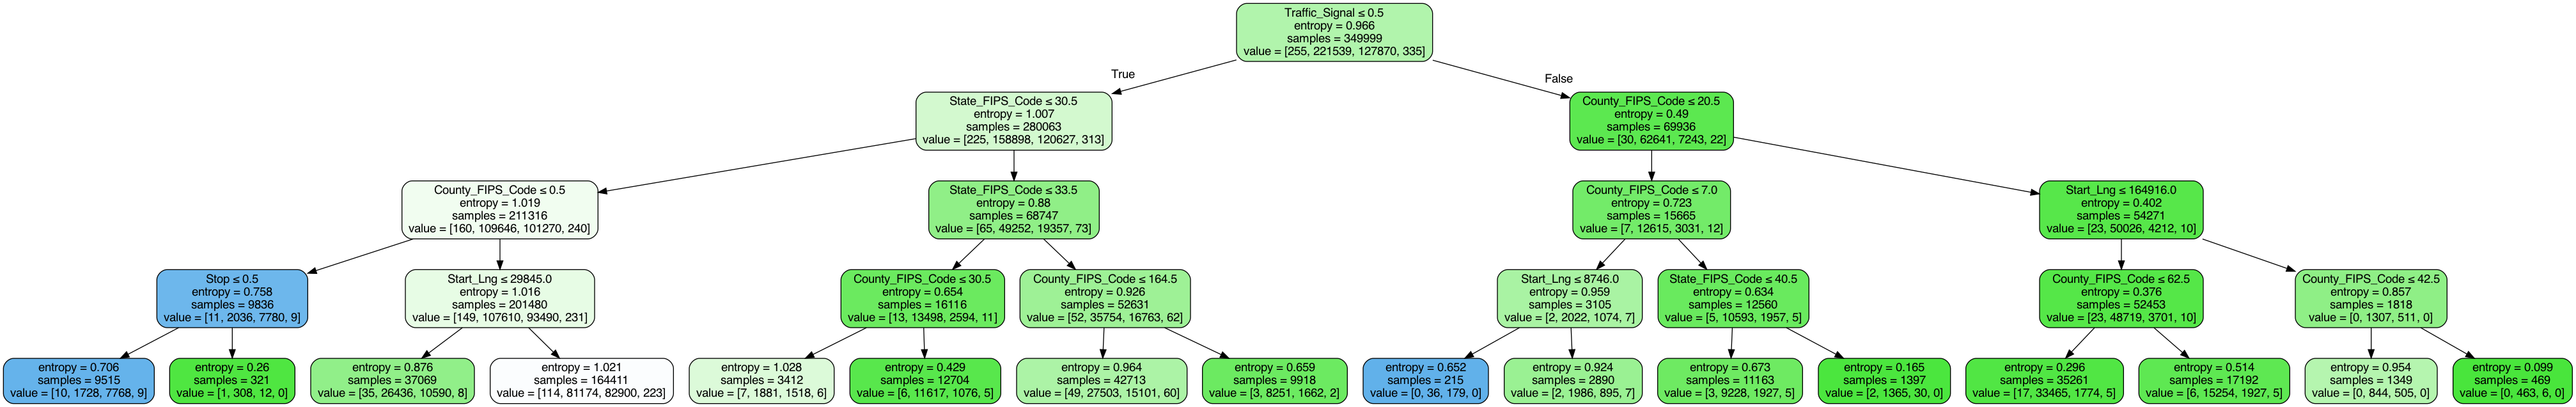 Traffic_Signal ≤ 0.5
entropy = 0.966
samples = 349999
value = [255, 221539, 127870, 335]
True
False
State_FIPS_Code ≤ 30.5
entropy = 1.007
samples = 280063
value = [225, 158898, 120627, 313]
County_FIPS_Code ≤ 20.5
entropy = 0.49
samples = 69936
value = [30, 62641, 7243, 22]
County_FIPS_Code ≤ 0.5
entropy = 1.019
samples = 211316
value = [160, 109646, 101270, 240]
State_FIPS_Code ≤ 33.5
entropy = 0.88
samples = 68747
value = [65, 49252, 19357, 73]
County_FIPS_Code ≤ 7.0
entropy = 0.723
samples = 15665
value = [7, 12615, 3031, 12]
Start_Lng ≤ 164916.0
entropy = 0.402
samples = 54271
value = [23, 50026, 4212, 10]
Stop ≤ 0.5
entropy = 0.758
samples = 9836
value = [11, 2036, 7780, 9]
Start_Lng ≤ 29845.0
entropy = 1.016
samples = 201480
value = [149, 107610, 93490, 231]
County_FIPS_Code ≤ 30.5
entropy = 0.654
samples = 16116
value = [13, 13498, 2594, 11]
County_FIPS_Code ≤ 164.5
entropy = 0.926
samples = 52631
value = [52, 35754, 16763, 62]
Start_Lng ≤ 8746.0
entropy = 0.959
samples = 3105
value = [2, 2022, 1074, 7]
State_FIPS_Code ≤ 40.5
entropy = 0.634
samples = 12560
value = [5, 10593, 1957, 5]
County_FIPS_Code ≤ 62.5
entropy = 0.376
samples = 52453
value = [23, 48719, 3701, 10]
County_FIPS_Code ≤ 42.5
entropy = 0.857
samples = 1818
value = [0, 1307, 511, 0]
entropy = 0.706
samples = 9515
value = [10, 1728, 7768, 9]
entropy = 0.26
samples = 321
value = [1, 308, 12, 0]
entropy = 0.876
samples = 37069
value = [35, 26436, 10590, 8]
entropy = 1.021
samples = 164411
value = [114, 81174, 82900, 223]
entropy = 1.028
samples = 3412
value = [7, 1881, 1518, 6]
entropy = 0.429
samples = 12704
value = [6, 11617, 1076, 5]
entropy = 0.964
samples = 42713
value = [49, 27503, 15101, 60]
entropy = 0.659
samples = 9918
value = [3, 8251, 1662, 2]
entropy = 0.652
samples = 215
value = [0, 36, 179, 0]
entropy = 0.924
samples = 2890
value = [2, 1986, 895, 7]
entropy = 0.673
samples = 11163
value = [3, 9228, 1927, 5]
entropy = 0.165
samples = 1397
value = [2, 1365, 30, 0]
entropy = 0.296
samples = 35261
value = [17, 33465, 1774, 5]
entropy = 0.514
samples = 17192
value = [6, 15254, 1927, 5]
entropy = 0.954
samples = 1349
value = [0, 844, 505, 0]
entropy = 0.099
samples = 469
value = [0, 463, 6, 0]